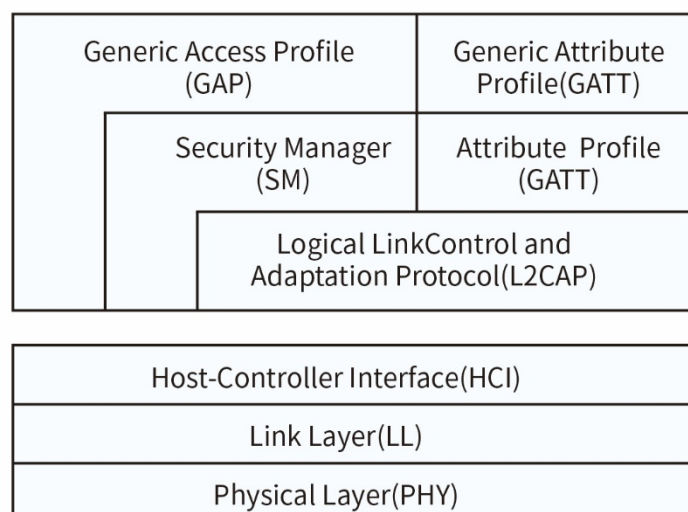 Generic Access Profile
(GAP)
Generic Attribute
Profile(GATT)
Security Manager
(SM)
Attribute Profile
(GATT)
Logical LinkControl and
Adaptation Protocol(L2CAP)
Host-Controller Interface(HCI)
Link Layer(LL)
Physical Layer(PHY)